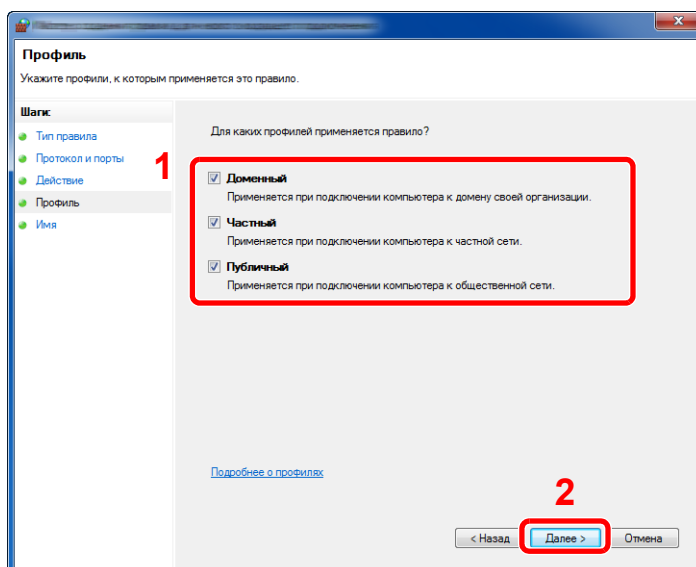 Профиль
Укажите профили, к которым применяется это правило.
Шаги:
Тип правила
Протокол и порты
Действие
Профиль
Имя
1
Для каких профилей применяется правило?
Доменный
Применяется при подключении компьютера к домену своей организации.
Частный
Применяется при подключении компьютера к частной сети.
Публичный
Применяется при подключении компьютера к общественной сети.
Подробнее о профилях
2
< Назад
Далее >
Отмена